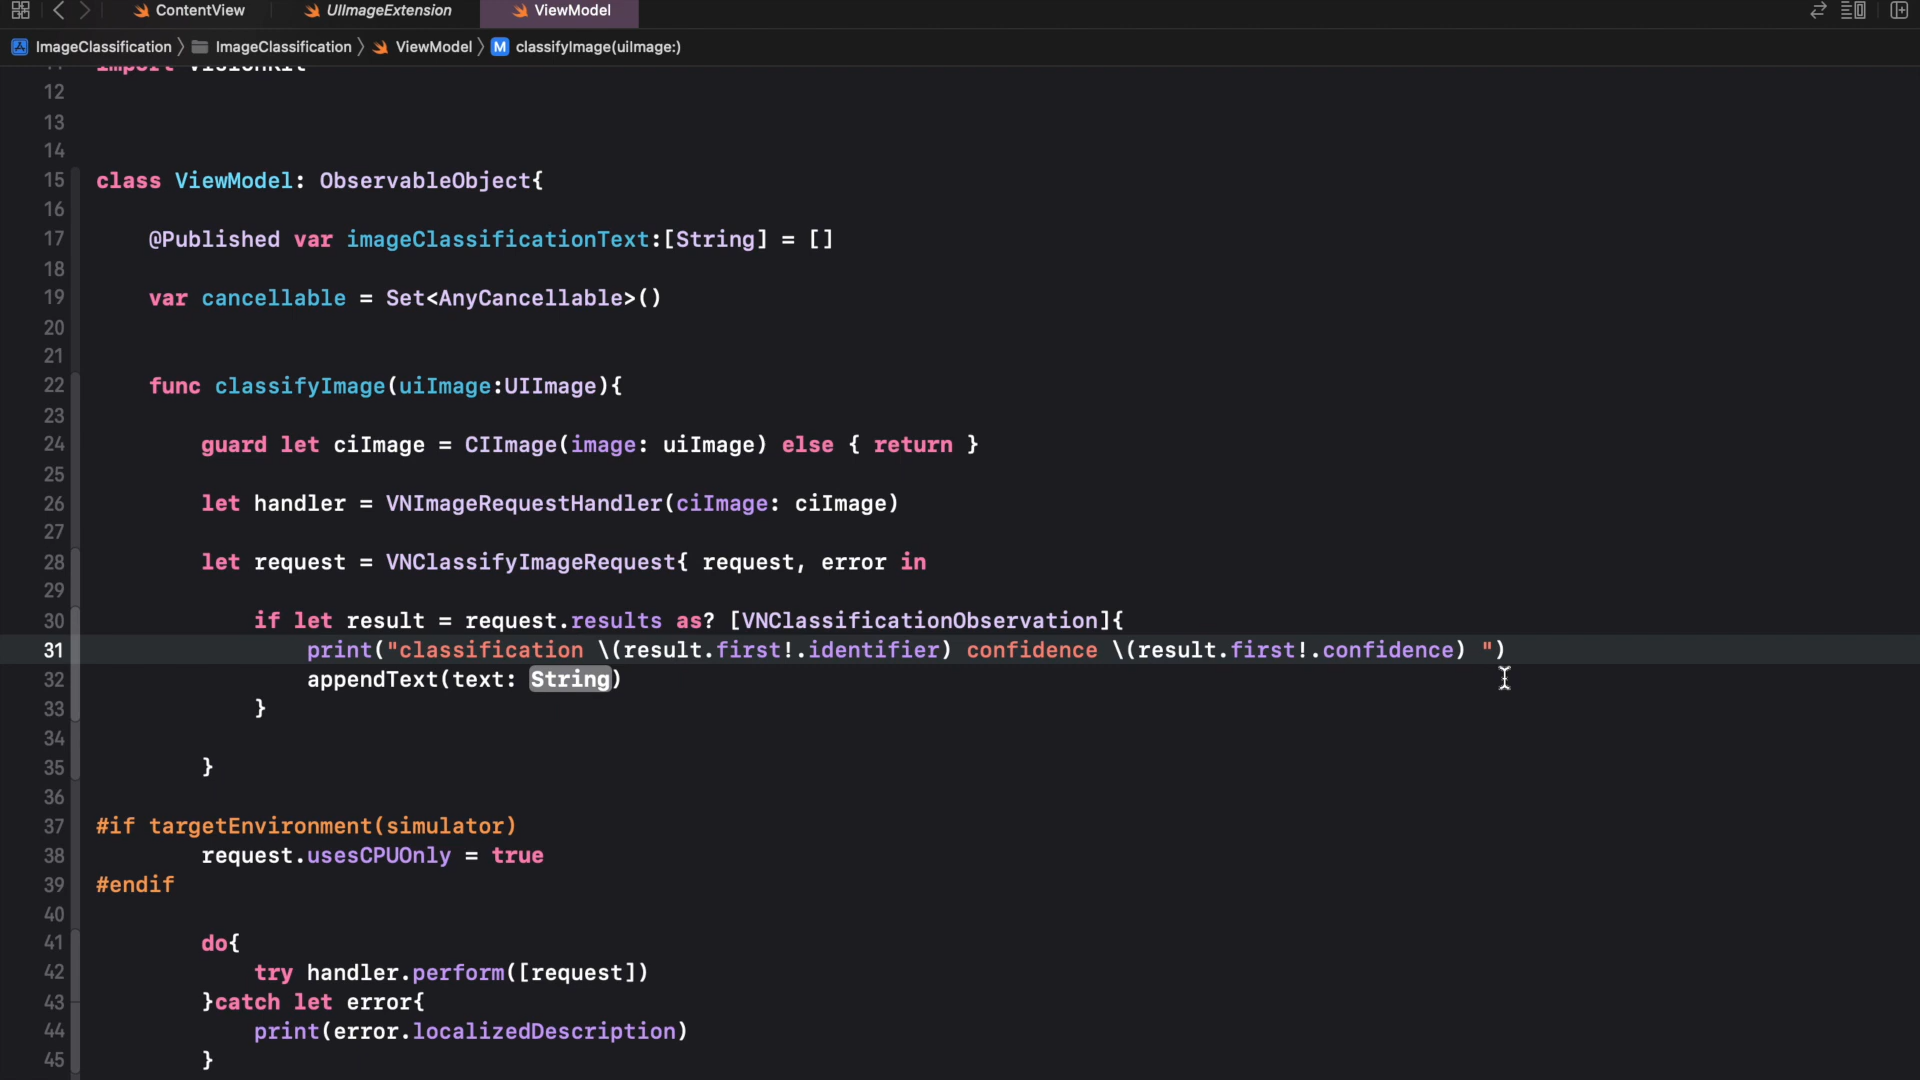 ContentView UIImageExtension ViewModel
ImageClassification ImageClassification ViewModel M classifyImage(uiImage:)
11 import VisionKit
12
13
14
15 class ViewModel: ObservableObject{
16
17 @Published var imageClassificationText:[String] = []
18
19 var cancellable = Set<AnyCancellable>()
20
21
22 func classifyImage(uiImage:UIImage){
23
24 guard let ciImage = CIImage(image: uiImage) else { return }
25
26 let handler = VNImageRequestHandler(ciImage: ciImage)
27
28 let request = VNClassifyImageRequest{ request, error in
29
30 if let result = request.results as? [VNClassificationObservation]{
31 print("classification \(result.first!.identifier) confidence \(result.first!.confidence) ")
32 appendText(text: String)
33 }
34
35 }
36
37 #if targetEnvironment(simulator)
38 request.usesCPUOnly = true
39 #endif
40
41 do{
42 try handler.perform([request])
43 }catch let error{
44 print(error.localizedDescription)
45 }